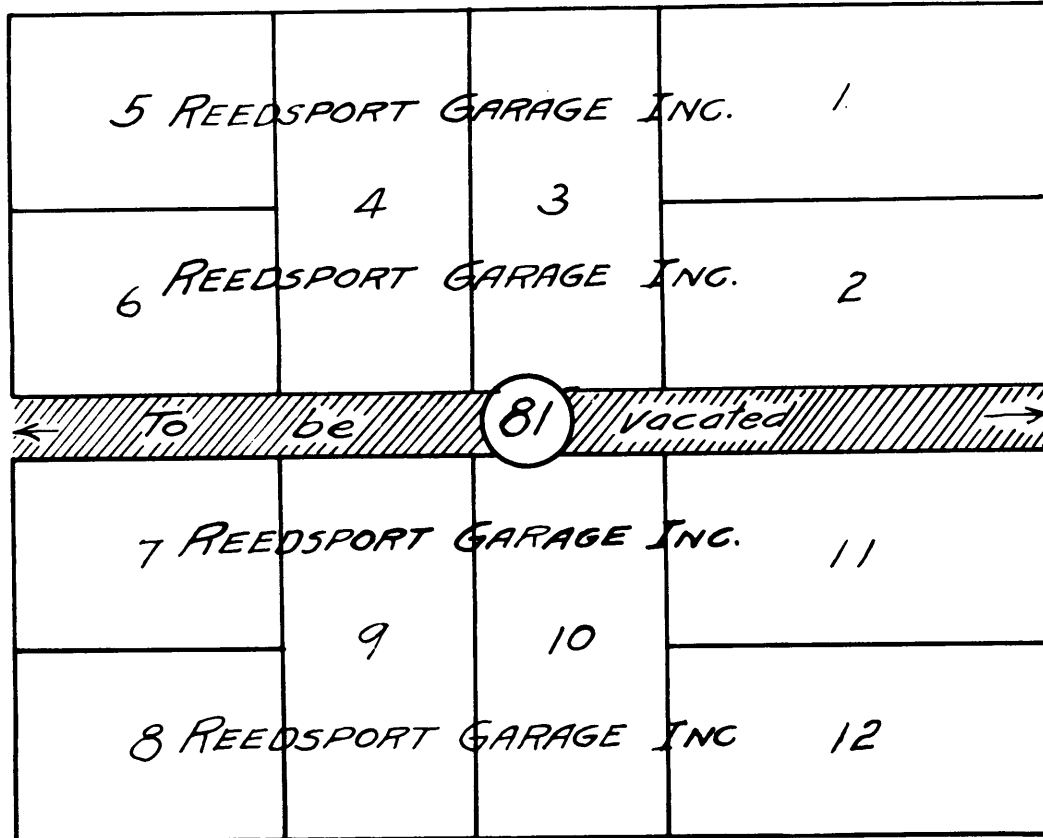 5 REEDSPORT GARAGE INC. 1.
4 3
6 REEDSPORT GARAGE INC. 2
To be 81 vacated
7 REEDSPORT GARAGE INC. 11
9 10
8 REEDSPORT GARAGE INC 12